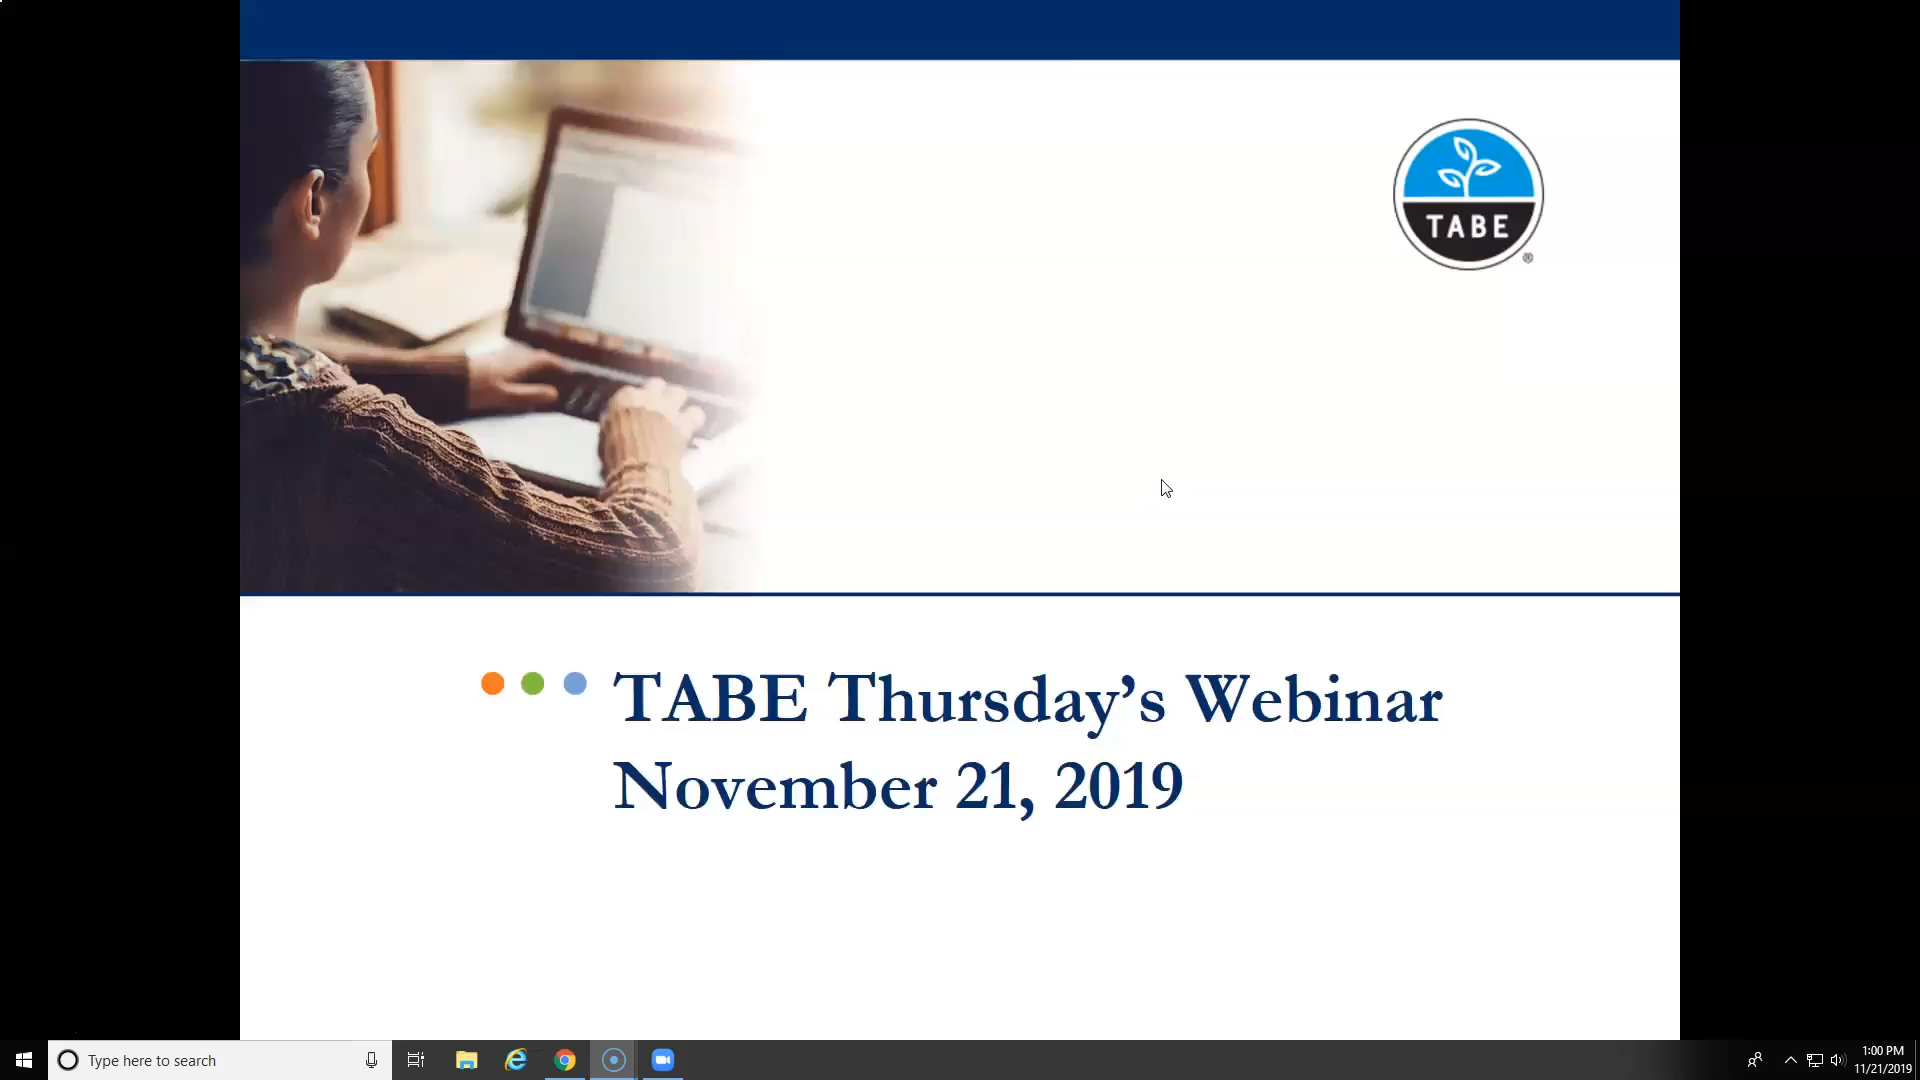 TABE
®
TABE Thursday’s Webinar
November 21, 2019
Type here to search
1:00 PM
11/21/2019